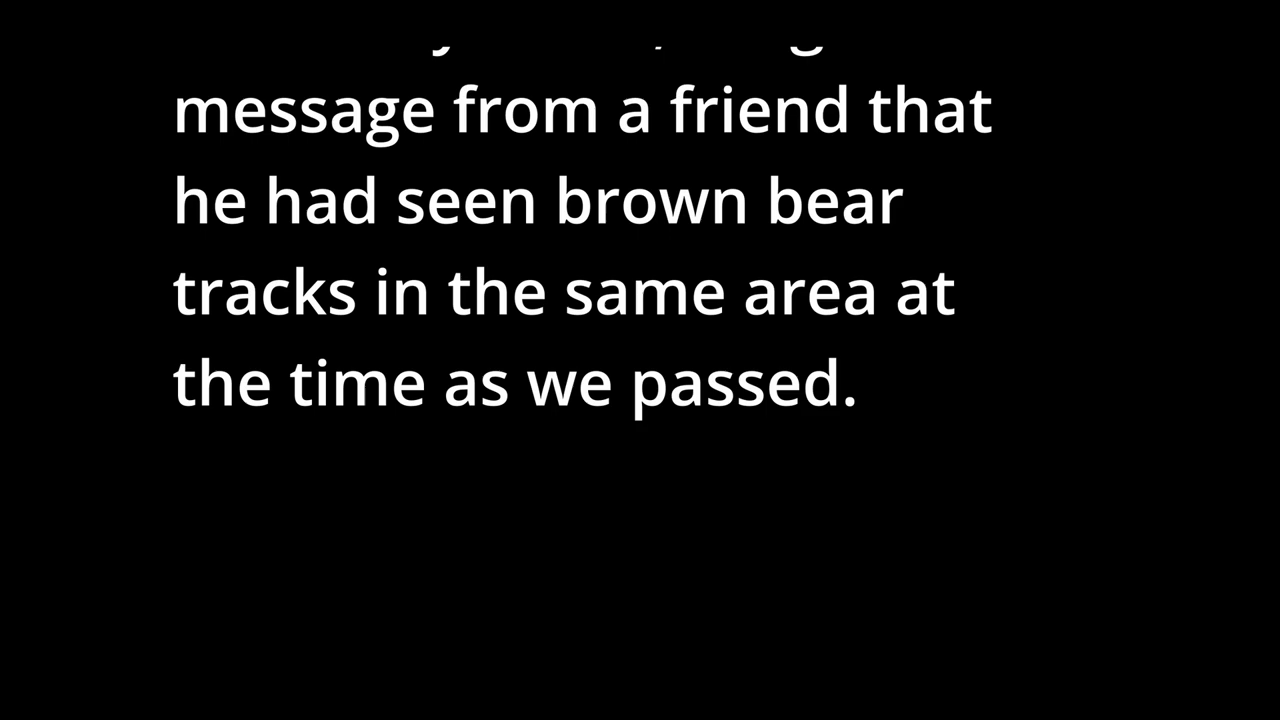 message from a friend that
he had seen brown bear
tracks in the same area at
the time as we passed.